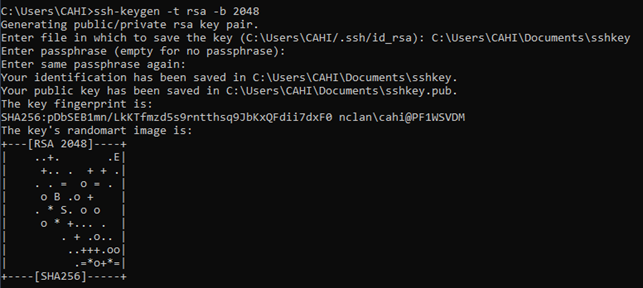 C:\Users\CAHI>ssh-keygen -t rsa -b 2048
Generating public/private rsa key pair.
Enter file in which to save the key (C:\Users\CAHI/.ssh/id_rsa): C:\Users\CAHI\Documents\sshkey
Enter passphrase (empty for no passphrase):
Enter same passphrase again:
Your identification has been saved in C:\Users\CAHI\Documents\sshkey.
Your public key has been saved in C:\Users\CAHI\Documents\sshkey.pub.
The key fingerprint is:
SHA256:pDbSEB1mn/LkKTfmzd5s9rntthsq9JbKxQFdii7dxF0 nclan\cahi@PF1WSVDM
The key's randomart image is:
+---[RSA 2048]----+
|    ..+.       .E|
|     +.. .  + + .|
|    . . =  o = . |
|     o B .o +    |
|    . * S. o o   |
|     o * +... .  |
|        . + .o.. |
|         ..+++.oo|
|          .=*o+*=|
+----[SHA256]-----+